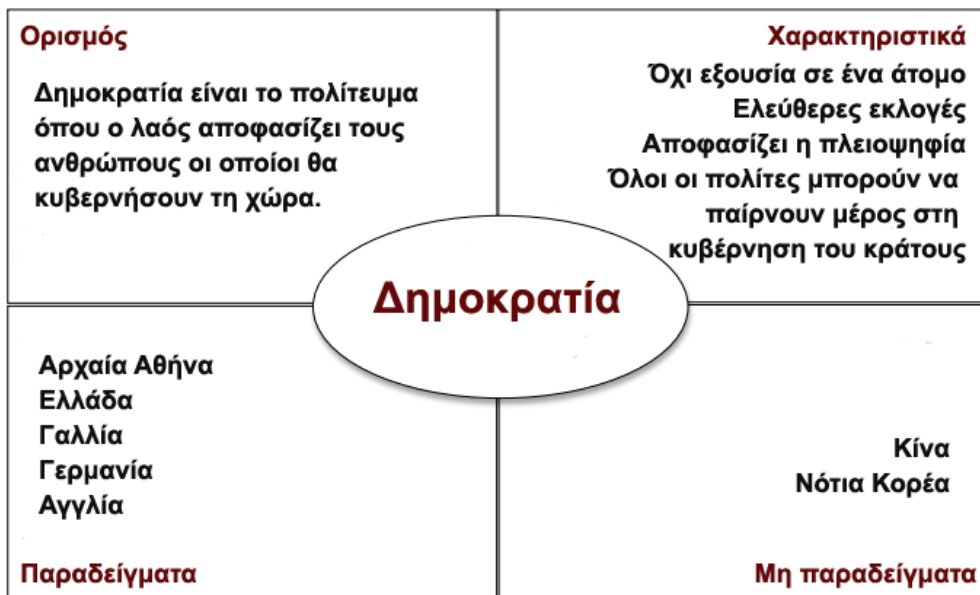 Ορισμός
Δημοκρατία είναι το πολίτευμα
όπου ο λαός αποφασίζει τους
ανθρώπους οι οποίοι θα
κυβερνήσουν τη χώρα.
Χαρακτηριστικά
Όχι εξουσία σε ένα άτομο
Ελεύθερες εκλογές
Αποφασίζει η πλειοψηφία
Όλοι οι πολίτες μπορούν να
παίρνουν μέρος στη
κυβέρνηση του κράτους
Δημοκρατία
Αρχαία Αθήνα
Ελλάδα
Γαλλία
Γερμανία
Αγγλία
Παραδείγματα
Κίνα
Νότια Κορέα
Μη παραδείγματα